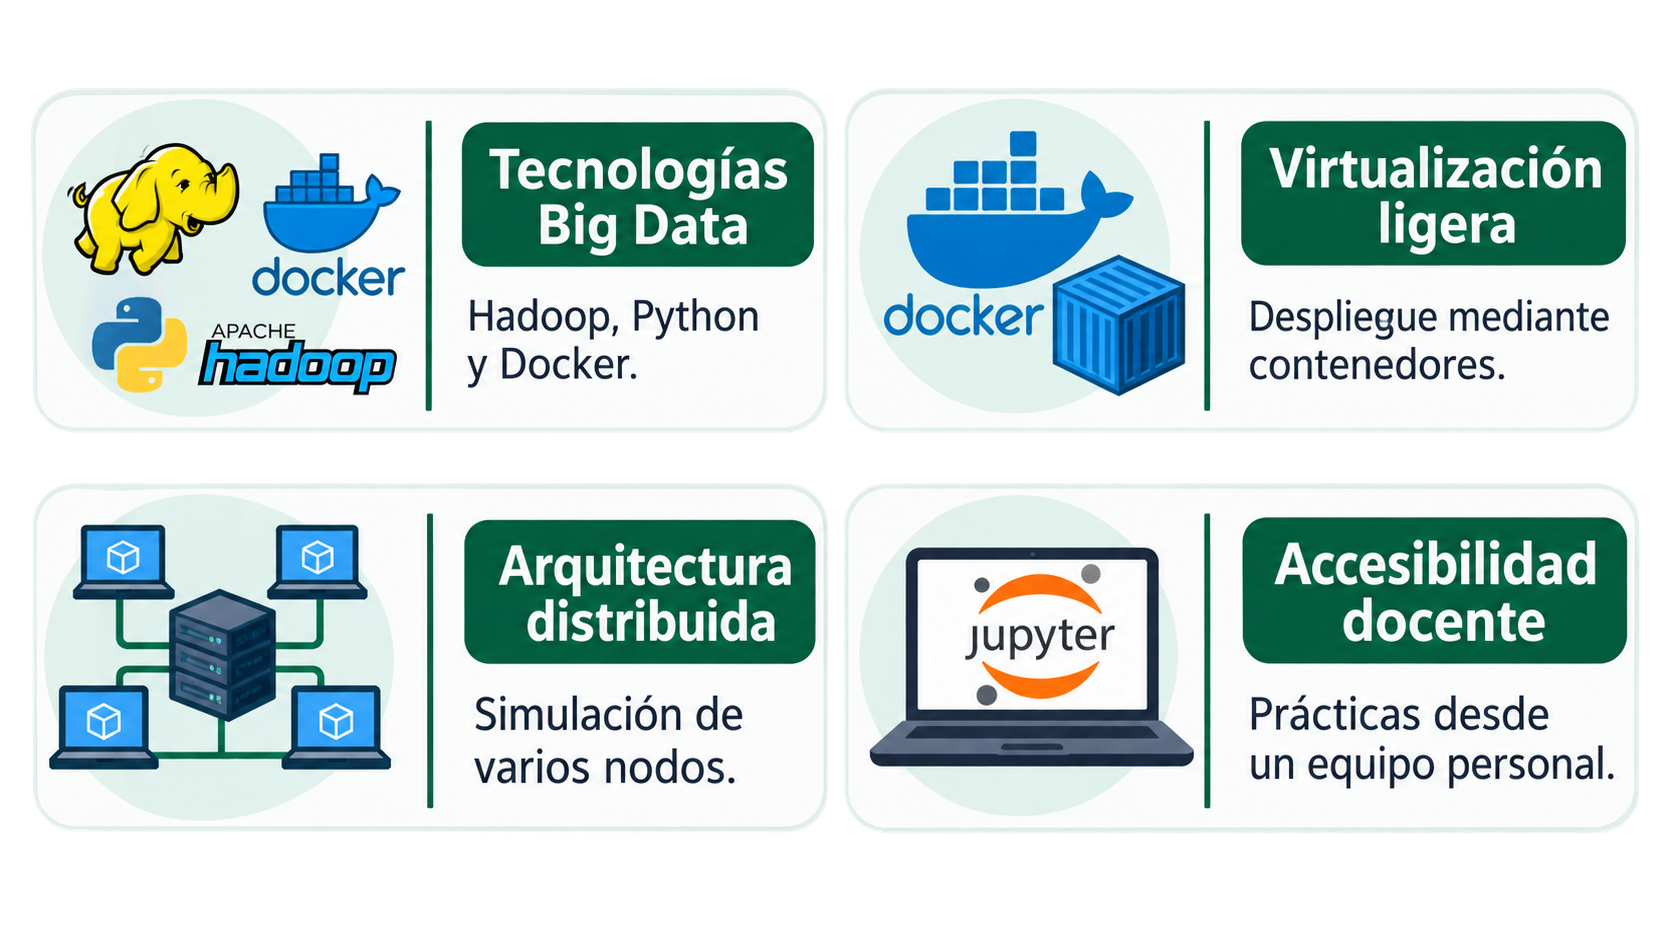 docker
APACHE
hadoop
Tecnologías
Big Data
Hadoop, Python
y Docker.
docker
Virtualización
ligera
Despliegue mediante
contenedores.
Arquitectura
distribuida
Simulación de
varios nodos.
jupyter
Accesibilidad
docente
Prácticas desde
un equipo personal.